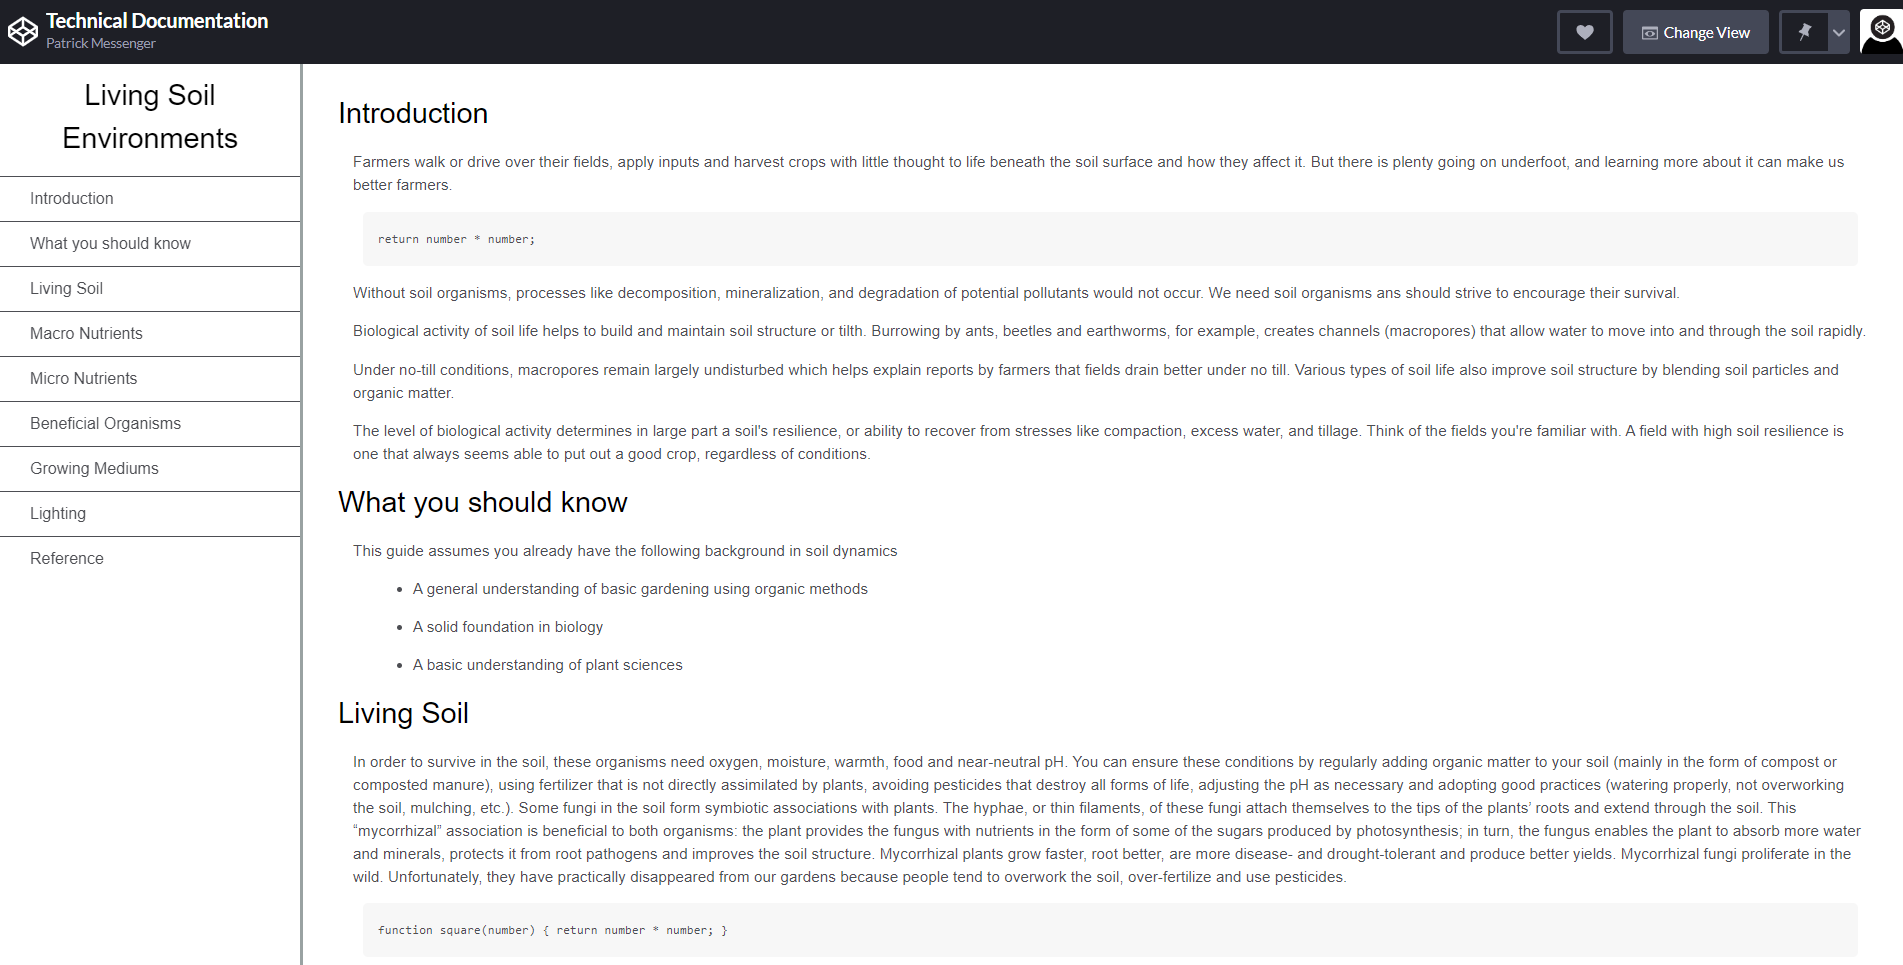 Technical Documentation
Patrick Messenger
Change View
Living Soil
Environments
Introduction
What you should know
Living Soil
Macro Nutrients
Micro Nutrients
Beneficial Organisms
Growing Mediums
Lighting
Reference
Introduction
Farmers walk or drive over their fields, apply inputs and harvest crops with little thought to life beneath the soil surface and how they affect it. But there is plenty going on underfoot, and learning more about it can make us
better farmers.
return number * number;
Without soil organisms, processes like decomposition, mineralization, and degradation of potential pollutants would not occur. We need soil organisms ans should strive to encourage their survival.
Biological activity of soil life helps to build and maintain soil structure or tilth. Burrowing by ants, beetles and earthworms, for example, creates channels (macropores) that allow water to move into and through the soil rapidly.
Under no-till conditions, macropores remain largely undisturbed which helps explain reports by farmers that fields drain better under no till. Various types of soil life also improve soil structure by blending soil particles and
organic matter.
The level of biological activity determines in large part a soil's resilience, or ability to recover from stresses like compaction, excess water, and tillage. Think of the fields you're familiar with. A field with high soil resilience is
one that always seems able to put out a good crop, regardless of conditions.
What you should know
This guide assumes you already have the following background in soil dynamics
• A general understanding of basic gardening using organic methods
• A solid foundation in biology
• A basic understanding of plant sciences
Living Soil
In order to survive in the soil, these organisms need oxygen, moisture, warmth, food and near-neutral pH. You can ensure these conditions by regularly adding organic matter to your soil (mainly in the form of compost or
composted manure), using fertilizer that is not directly assimilated by plants, avoiding pesticides that destroy all forms of life, adjusting the pH as necessary and adopting good practices (watering properly, not overworking
the soil, mulching, etc.). Some fungi in the soil form symbiotic associations with plants. The hyphae, or thin filaments, of these fungi attach themselves to the tips of the plants’ roots and extend through the soil. This
“mycorrhizal” association is beneficial to both organisms: the plant provides the fungus with nutrients in the form of some of the sugars produced by photosynthesis; in turn, the fungus enables the plant to absorb more water
and minerals, protects it from root pathogens and improves the soil structure. Mycorrhizal plants grow faster, root better, are more disease- and drought-tolerant and produce better yields. Mycorrhizal fungi proliferate in the
wild. Unfortunately, they have practically disappeared from our gardens because people tend to overwork the soil, over-fertilize and use pesticides.
function square(number) { return number * number; }